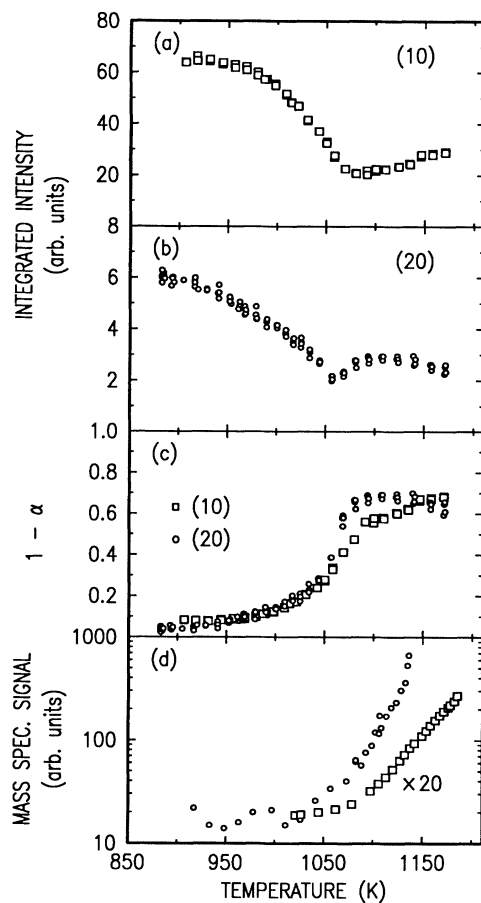 80
(a)
(10)
60
40
20
8
INTEGRATED INTENSITY
(arb. units)
(b)
(20)
6
4
2
1.0
(c)
0.8
(10)
0.6
(20)
0.4
0.2
1 - α
1000
(d)
100
×20
10
MASS SPEC. SIGNAL
(arb. units)
850 950 1050 1150
TEMPERATURE (K)